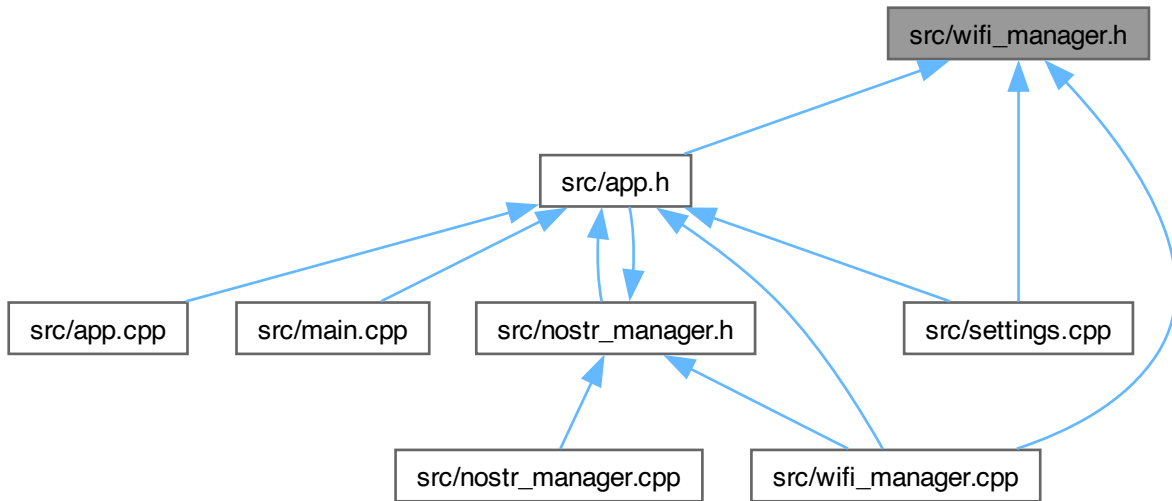 src/wifi_manager.h
src/app.h
src/app.cpp
src/main.cpp
src/nostr_manager.h
src/settings.cpp
src/nostr_manager.cpp
src/wifi_manager.cpp